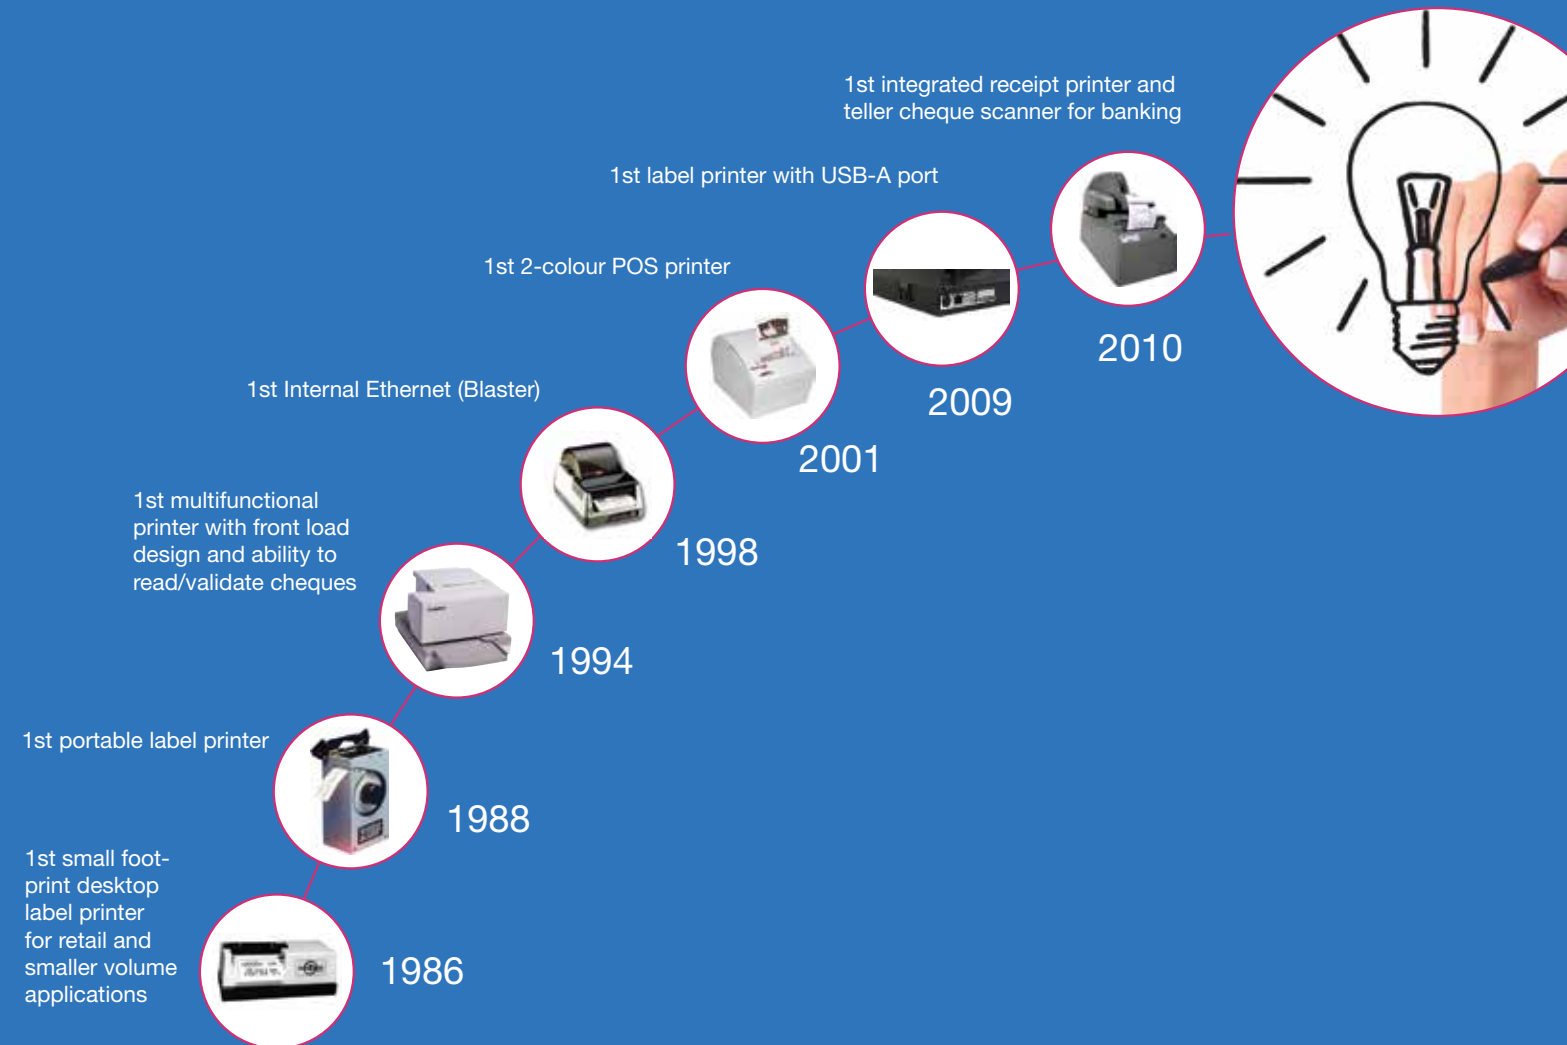 1st integrated receipt printer and
teller cheque scanner for banking
1st label printer with USB-A port
1st 2-colour POS printer
2010
1st Internal Ethernet (Blaster)
2009
2001
1st multifunctional
printer with front load
design and ability to
read/validate cheques
1998
1994
1st portable label printer
1988
1st small foot-
print desktop
label printer
for retail and
smaller volume
applications
1986